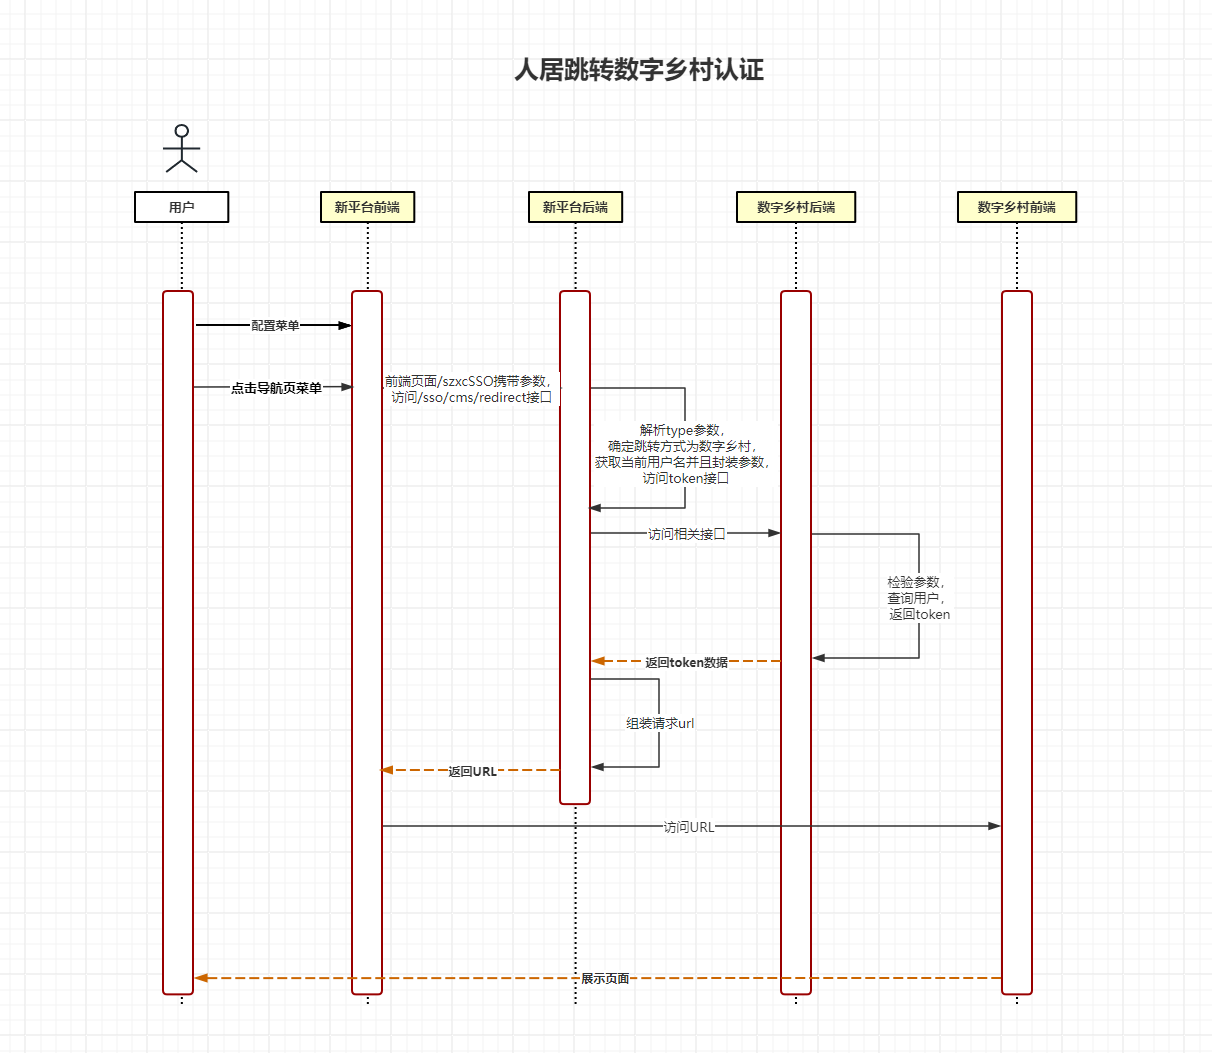 人居跳转数字乡村认证
用户
新平台前端
新平台后端
数字乡村后端
数字乡村前端
配置菜单
点击导航页菜单
前端页面/szxcSSO携带参数，
访问/sso/cms/redirect接口
解析type参数，
确定跳转方式为数字乡村，
获取当前用户名并且封装参数，
访问token接口
访问相关接口
检验参数，
查询用户，
返回token
返回token数据
组装请求url
返回URL
访问URL
展示页面